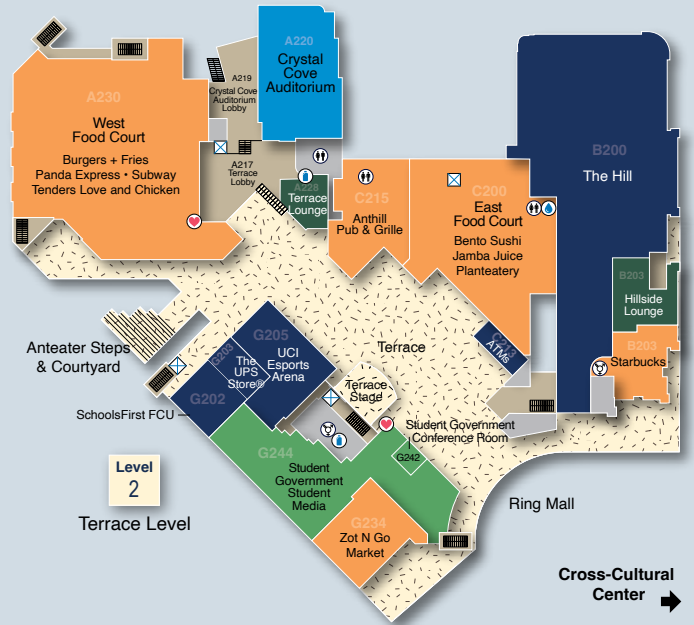 A230
West
Food Court
Burgers + Fries
Panda Express • Subway
Tenders Love and Chicken
A219
Crystal Cove
Auditorium
Lobby
A220
Crystal
Cove
Auditorium
A217
Terrace
Lobby
A228
Terrace
Lounge
C215
Anthill
Pub & Grille
C200
East
Food Court
Bento Sushi
Jamba Juice
Planteatery
B200
The Hill
B203
Hillside
Lounge
B203
Starbucks
C213
ATMs
Terrace
Anteater Steps
& Courtyard
G205
UCI
Esports
Arena
G203
The
UPS
Store®
G202
SchoolsFirst FCU
Terrace
Stage
Student Government
Conference Room
G242
G244
Student
Government
Student
Media
G234
Zot N Go
Market
Level
2
Terrace Level
Ring Mall
Cross-Cultural
Center